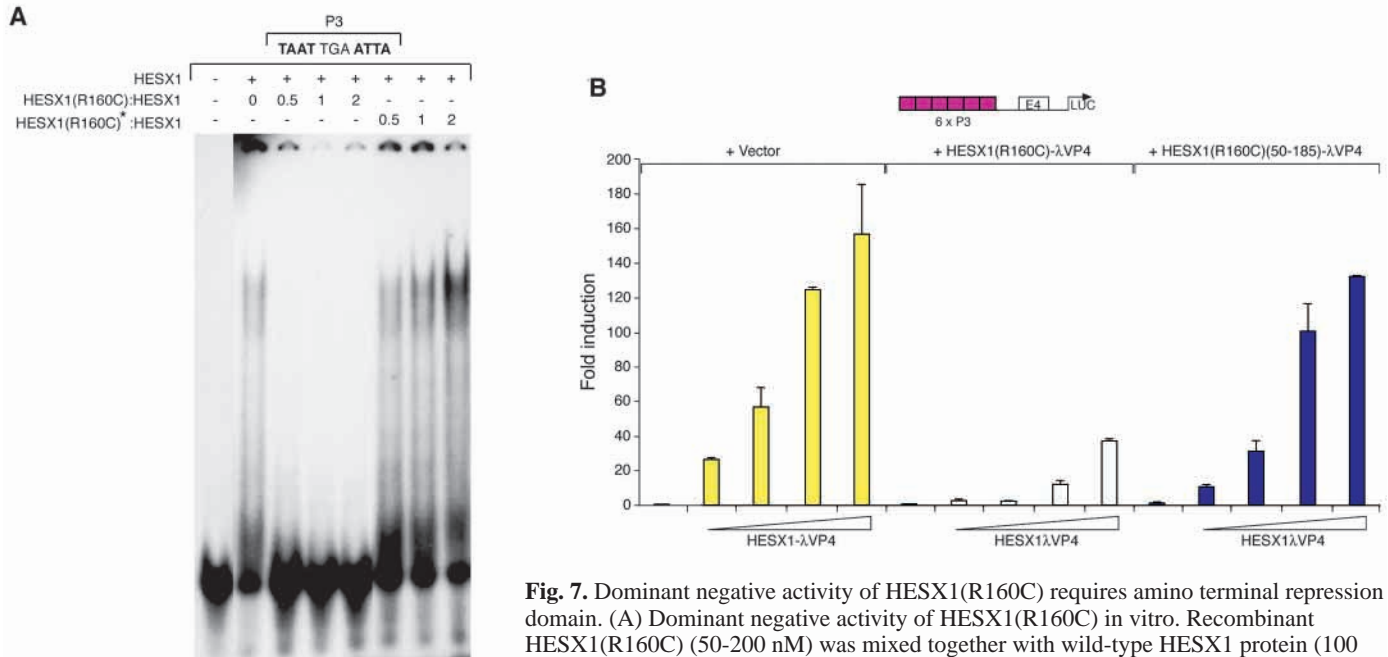 A
P3
TAAT TGA ATTA
HESX1 - + + + + + + +
HESX1(R160C):HESX1 - 0 0.5 1 2 - - -
HESX1(R160C)*:HESX1 - - - - - 0.5 1 2
B
E4 LUC
6 x P3
+ Vector + HESX1(R160C)-λVP4 + HESX1(R160C)(50-185)-λVP4
200
180
160
140
120
100
80
60
40
20
0
Fold induction
HESX1-λVP4 HESX1λVP4 HESX1λVP4
Fig. 7. Dominant negative activity of HESX1(R160C) requires amino terminal repression
domain. (A) Dominant negative activity of HESX1(R160C) in vitro. Recombinant
HESX1(R160C) (50-200 nM) was mixed together with wild-type HESX1 protein (100